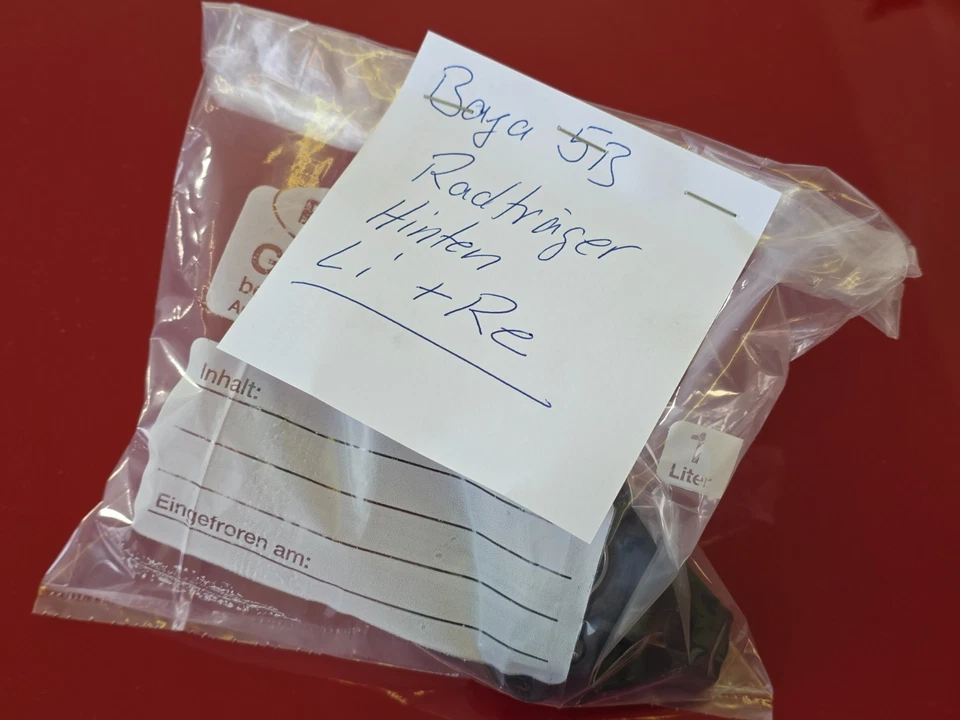 Baja 5B
Radträger
Hinten
Li + Re
Inhalt:
Eingefroren am:
1
Liter